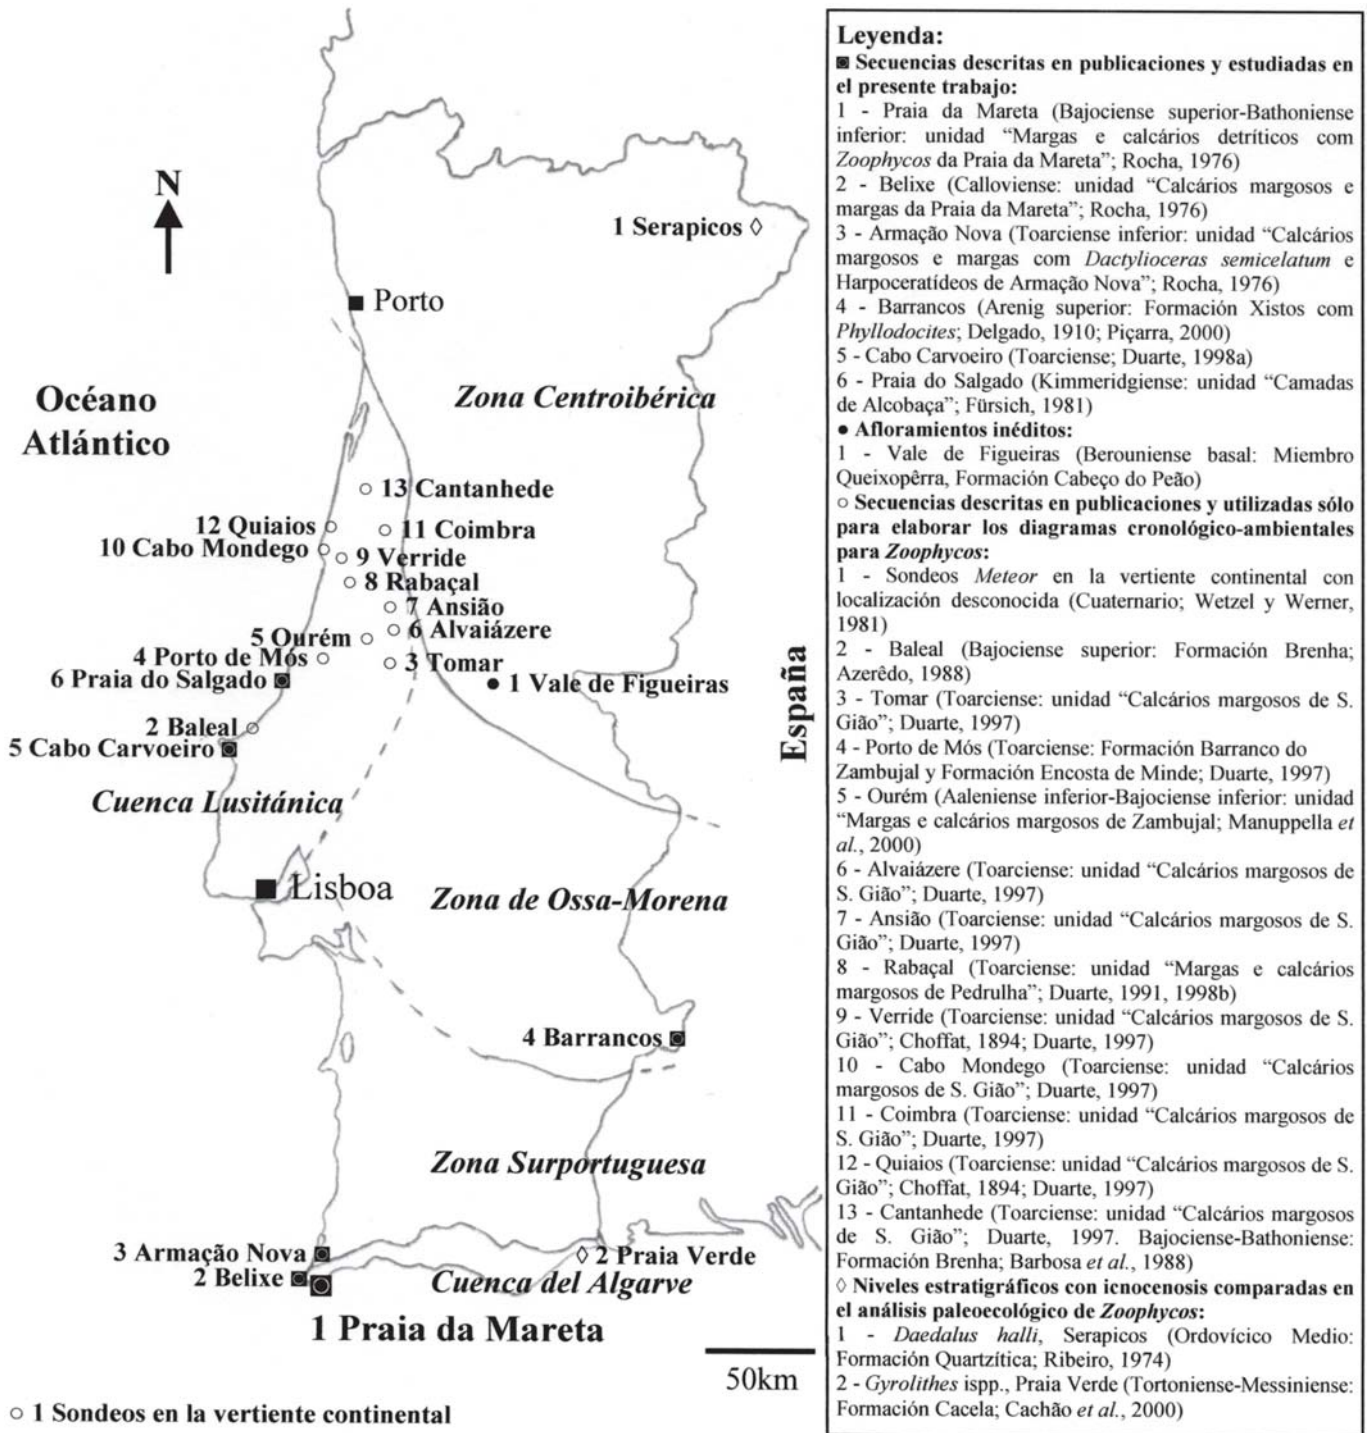 N
1 Serapicos ◊
Porto
Océano
Atlántico
Zona Centroibérica
13 Cantanhede
12 Quiaios
11 Coimbra
10 Cabo Mondego
9 Verride
8 Rabaçal
7 Ansião
6 Alvaiázere
5 Ourém
4 Porto de Mós
3 Tomar
6 Praia do Salgado
1 Vale de Figueiras
España
2 Baleal
5 Cabo Carvoeiro
Cuenca Lusitánica
Lisboa
Zona de Ossa-Morena
4 Barrancos
Zona Surportuguesa
3 Armação Nova
2 Praia Verde
2 Belixe
Cuenca del Algarve
1 Praia da Mareta
50km
○ 1 Sondeos en la vertiente continental
Leyenda:
◙ Secuencias descritas en publicaciones y estudiadas en
el presente trabajo:
1 - Praia da Mareta (Bajociense superior-Bathoniense
inferior: unidad “Margas e calcários detríticos com
Zoophycos da Praia da Mareta”; Rocha, 1976)
2 - Belixe (Calloviense: unidad “Calcários margosos e
margas da Praia da Mareta”; Rocha, 1976)
3 - Armação Nova (Toarciense inferior: unidad “Calcários
margosos e margas com Dactylioceras semicelatum e
Harpoceratídeos de Armação Nova”; Rocha, 1976)
4 - Barrancos (Arenig superior: Formación Xistos com
Phyllodocites; Delgado, 1910; Piçarra, 2000)
5 - Cabo Carvoeiro (Toarciense; Duarte, 1998a)
6 - Praia do Salgado (Kimmeridgiense: unidad “Camadas
de Alcobaça”; Fürsich, 1981)
● Afloramientos inéditos:
1 - Vale de Figueiras (Berouniense basal: Miembro
Queixopêrra, Formación Cabeço do Peão)
○ Secuencias descritas en publicaciones y utilizadas sólo
para elaborar los diagramas cronológico-ambientales
para Zoophycos:
1 - Sondeos Meteor en la vertiente continental con
localización desconocida (Cuaternario; Wetzel y Werner,
1981)
2 - Baleal (Bajociense superior: Formación Brenha;
Azerêdo, 1988)
3 - Tomar (Toarciense: unidad “Calcários margosos de S.
Gião”; Duarte, 1997)
4 - Porto de Mós (Toarciense: Formación Barranco do
Zambujal y Formación Encosta de Minde; Duarte, 1997)
5 - Ourém (Aaleniense inferior-Bajociense inferior: unidad
“Margas e calcários margosos de Zambujal; Manuppella et
al., 2000)
6 - Alvaiázere (Toarciense: unidad “Calcários margosos de
S. Gião”; Duarte, 1997)
7 - Ansião (Toarciense: unidad “Calcários margosos de S.
Gião”; Duarte, 1997)
8 - Rabaçal (Toarciense: unidad “Margas e calcários
margosos de Pedrulha”; Duarte, 1991, 1998b)
9 - Verride (Toarciense: unidad “Calcários margosos de S.
Gião”; Choffat, 1894; Duarte, 1997)
10 - Cabo Mondego (Toarciense: unidad “Calcários
margosos de S. Gião”; Duarte, 1997)
11 - Coimbra (Toarciense: unidad “Calcários margosos de
S. Gião”; Duarte, 1997)
12 - Quiaios (Toarciense: unidad “Calcários margosos de S.
Gião”; Choffat, 1894; Duarte, 1997)
13 - Cantanhede (Toarciense: unidad “Calcários margosos
de S. Gião”; Duarte, 1997. Bajociense-Bathoniense:
Formación Brenha; Barbosa et al., 1988)
◊ Niveles estratigráficos con icnocenosis comparadas en
el análisis paleoecológico de Zoophycos:
1 - Daedalus halli, Serapicos (Ordovícico Medio:
Formación Quartzítica; Ribeiro, 1974)
2 - Gyrolithes ispp., Praia Verde (Tortoniense-Messiniense:
Formación Cacela; Cachão et al., 2000)